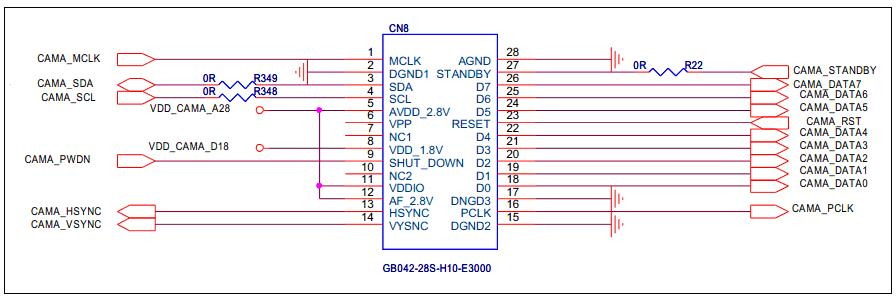 CN8
CAMA_MCLK 1 MCLK AGND 28
2 DGND1 STANDBY 27 0R R22 CAMA_STANDBY
CAMA_SDA 0R R349 3 SDA D7 26 CAMA_DATA7
CAMA_SCL 0R R348 4 SCL D6 25 CAMA_DATA6
VDD_CAMA_A28 5 AVDD_2.8V D5 24 CAMA_DATA5
6 VPP RESET 23 CAMA_RST
7 NC1 D4 22 CAMA_DATA4
VDD_CAMA_D18 8 VDD_1.8V D3 21 CAMA_DATA3
CAMA_PWDN 9 SHUT_DOWN D2 20 CAMA_DATA2
10 NC2 D1 19 CAMA_DATA1
11 VDDIO D0 18 CAMA_DATA0
12 AF_2.8V DNGD3 17
CAMA_HSYNC 13 HSYNC PCLK 16 CAMA_PCLK
CAMA_VSYNC 14 VYSNC DGND2 15
GB042-28S-H10-E3000